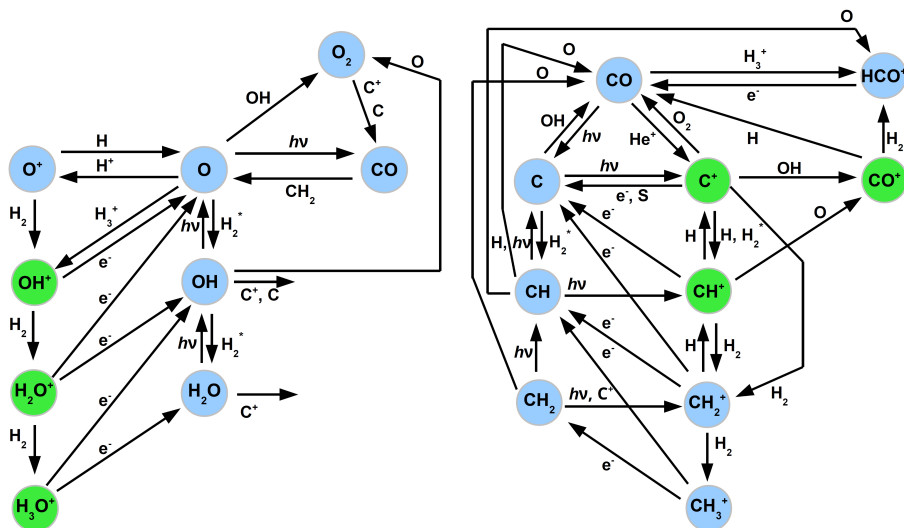 O
O₂
O
C⁺
OH
C
H
hν
O⁺
O
CO
H⁺
CH₂
H₂
H₃⁺
hν
H₂*
e⁻
OH⁺
OH
C⁺, C
e⁻
H₂
e⁻
hν
H₂*
H₂O⁺
H₂O
e⁻
C⁺
H₂
e⁻
H₃O⁺
O
O
O
H₃⁺
CO
HCO⁺
e⁻
OH
O₂
hν
He⁺
H
H₂
hν
C
C⁺
OH
CO⁺
e⁻, S
e⁻
O
H, hν
H₂*
H
H, H₂*
e⁻
CH
hν
CH⁺
e⁻
H
H₂
hν
e⁻
CH₂
hν, C⁺
CH₂⁺
H₂
H₂
e⁻
CH₃⁺